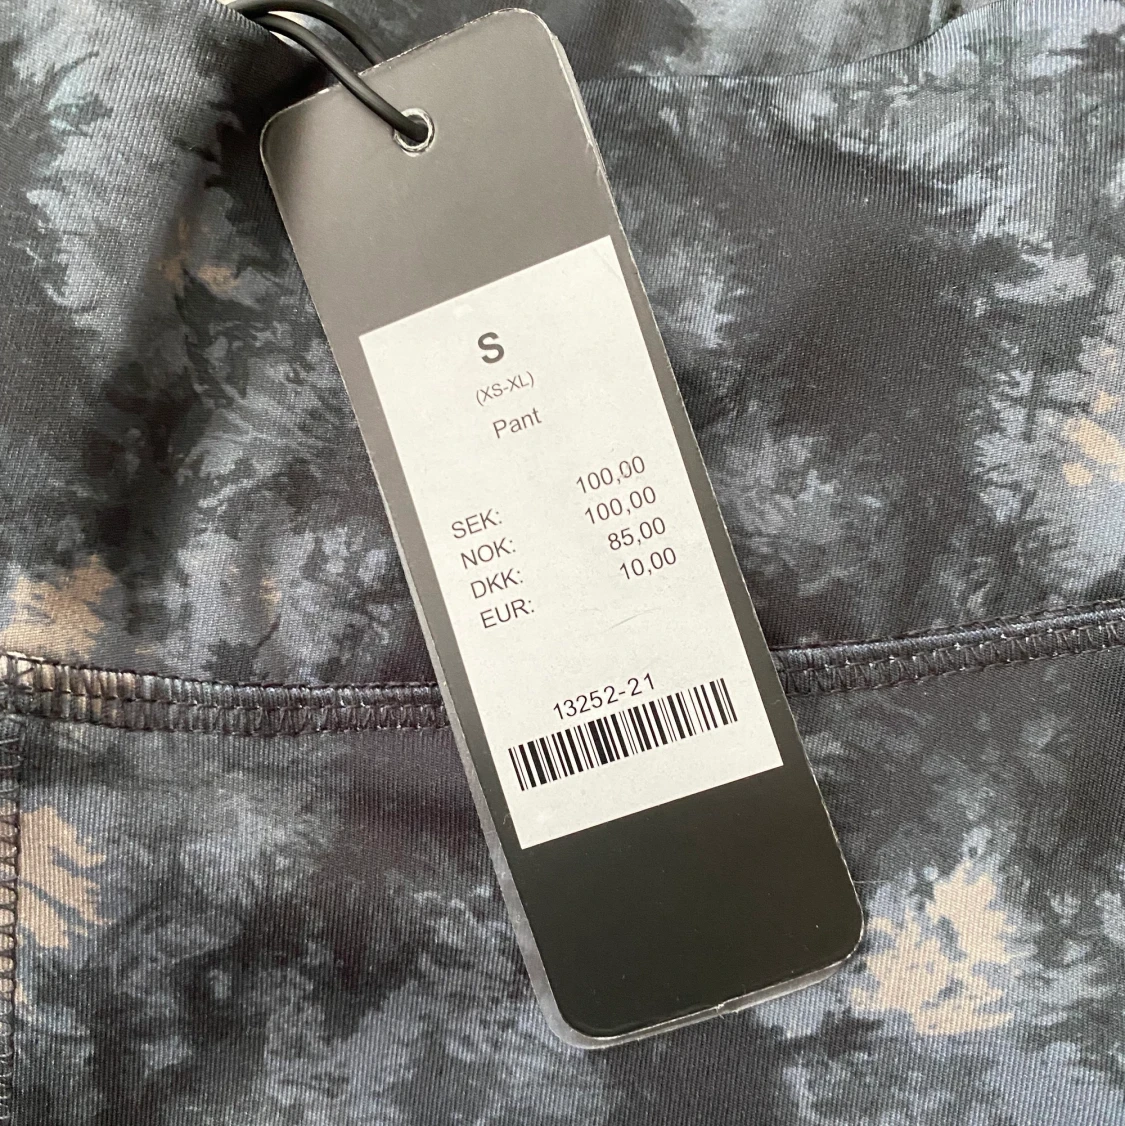 S
(XS-XL)
Pant
SEK: 100,00
NOK: 100,00
DKK: 85,00
EUR: 10,00
13252-21